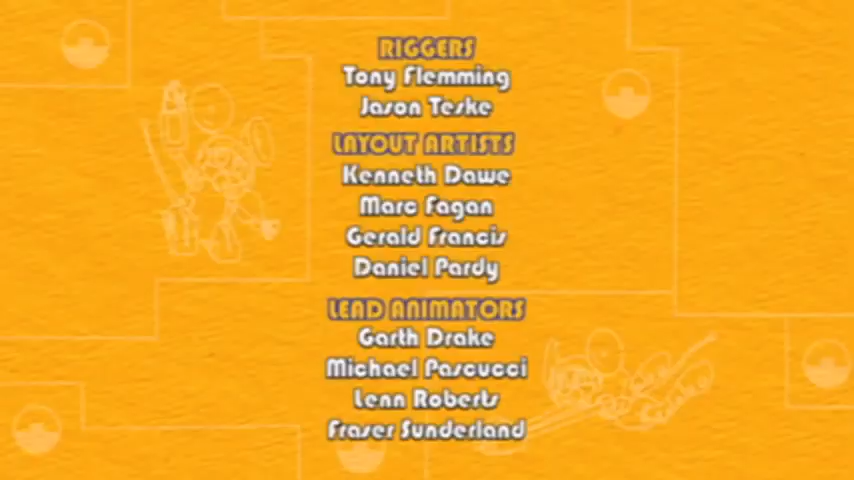 RIGGERS
Tony Flemming
Jason Teske
LAYOUT ARTISTS
Kenneth Dawe
Marc Fagan
Gerald Francis
Daniel Pardy
LEAD ANIMATORS
Garth Drake
Michael Pascucci
Lenn Roberts
Fraser Sunderland